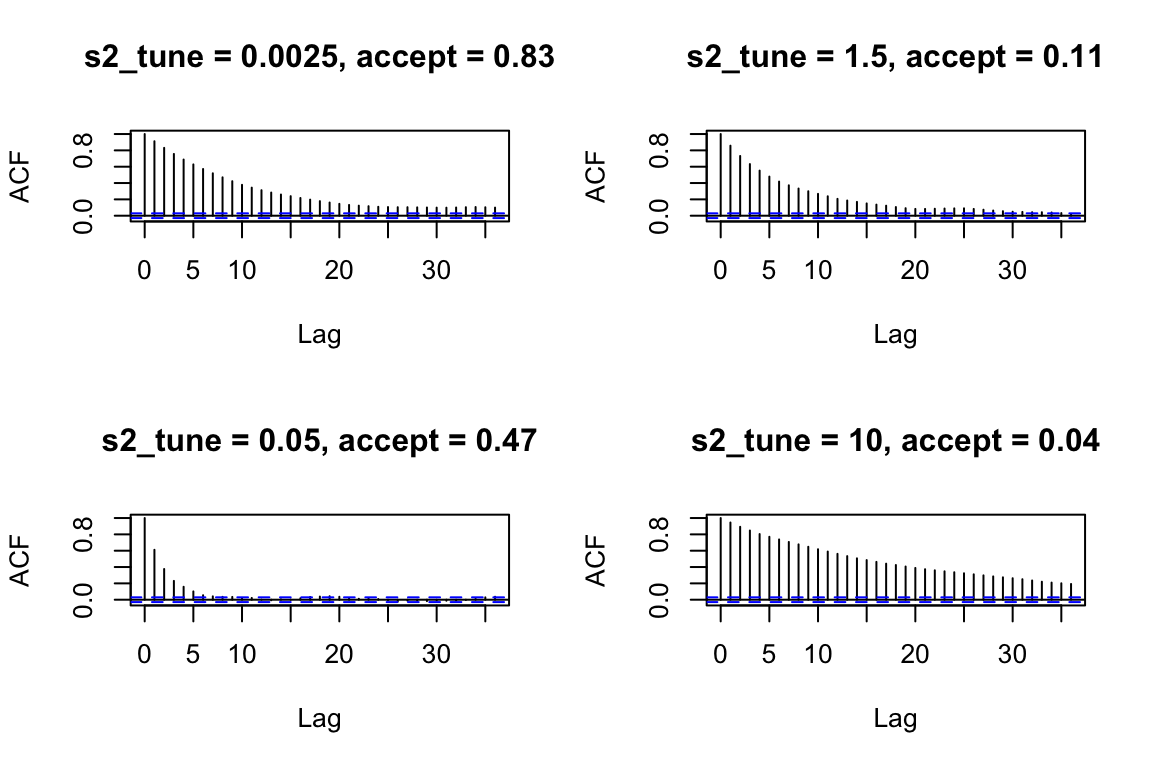 s2_tune = 0.0025, accept = 0.83
ACF
0.0 0.8
0 5 10 20 30
Lag
s2_tune = 1.5, accept = 0.11
ACF
0.0 0.8
0 5 10 20 30
Lag
s2_tune = 0.05, accept = 0.47
ACF
0.0 0.8
0 5 10 20 30
Lag
s2_tune = 10, accept = 0.04
ACF
0.0 0.8
0 5 10 20 30
Lag